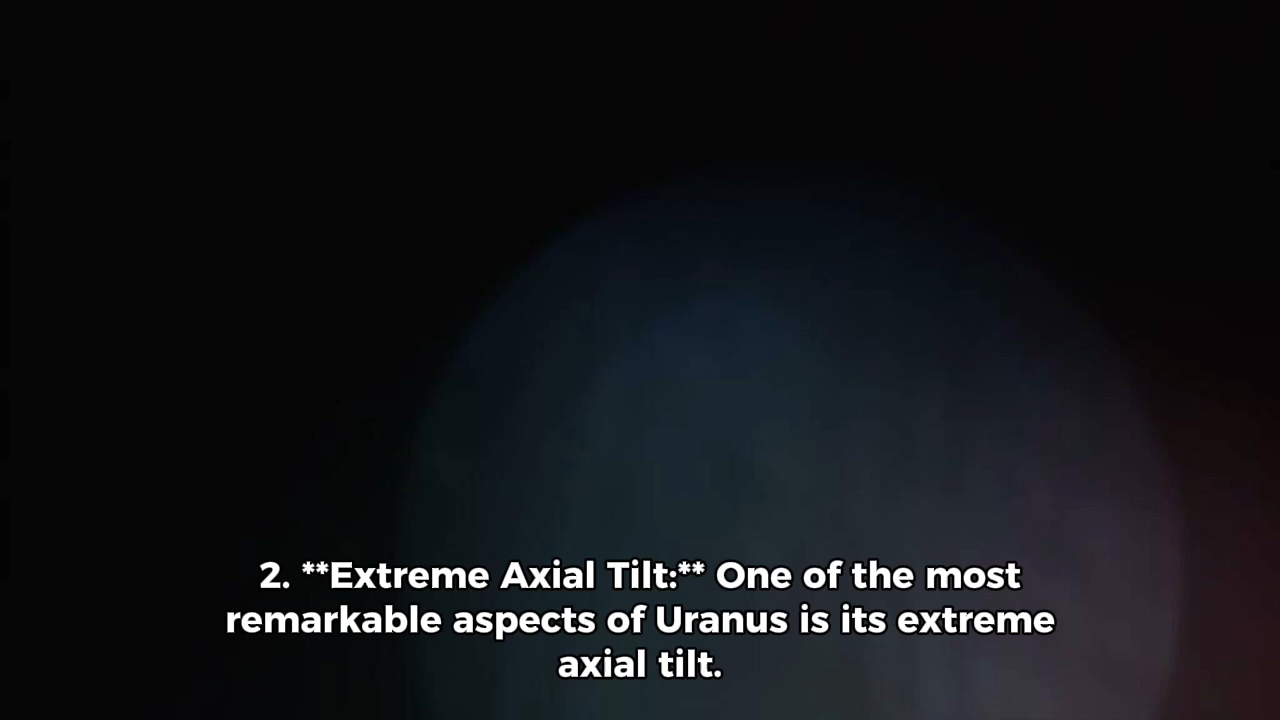 2. **Extreme Axial Tilt:** One of the most
remarkable aspects of Uranus is its extreme
axial tilt.